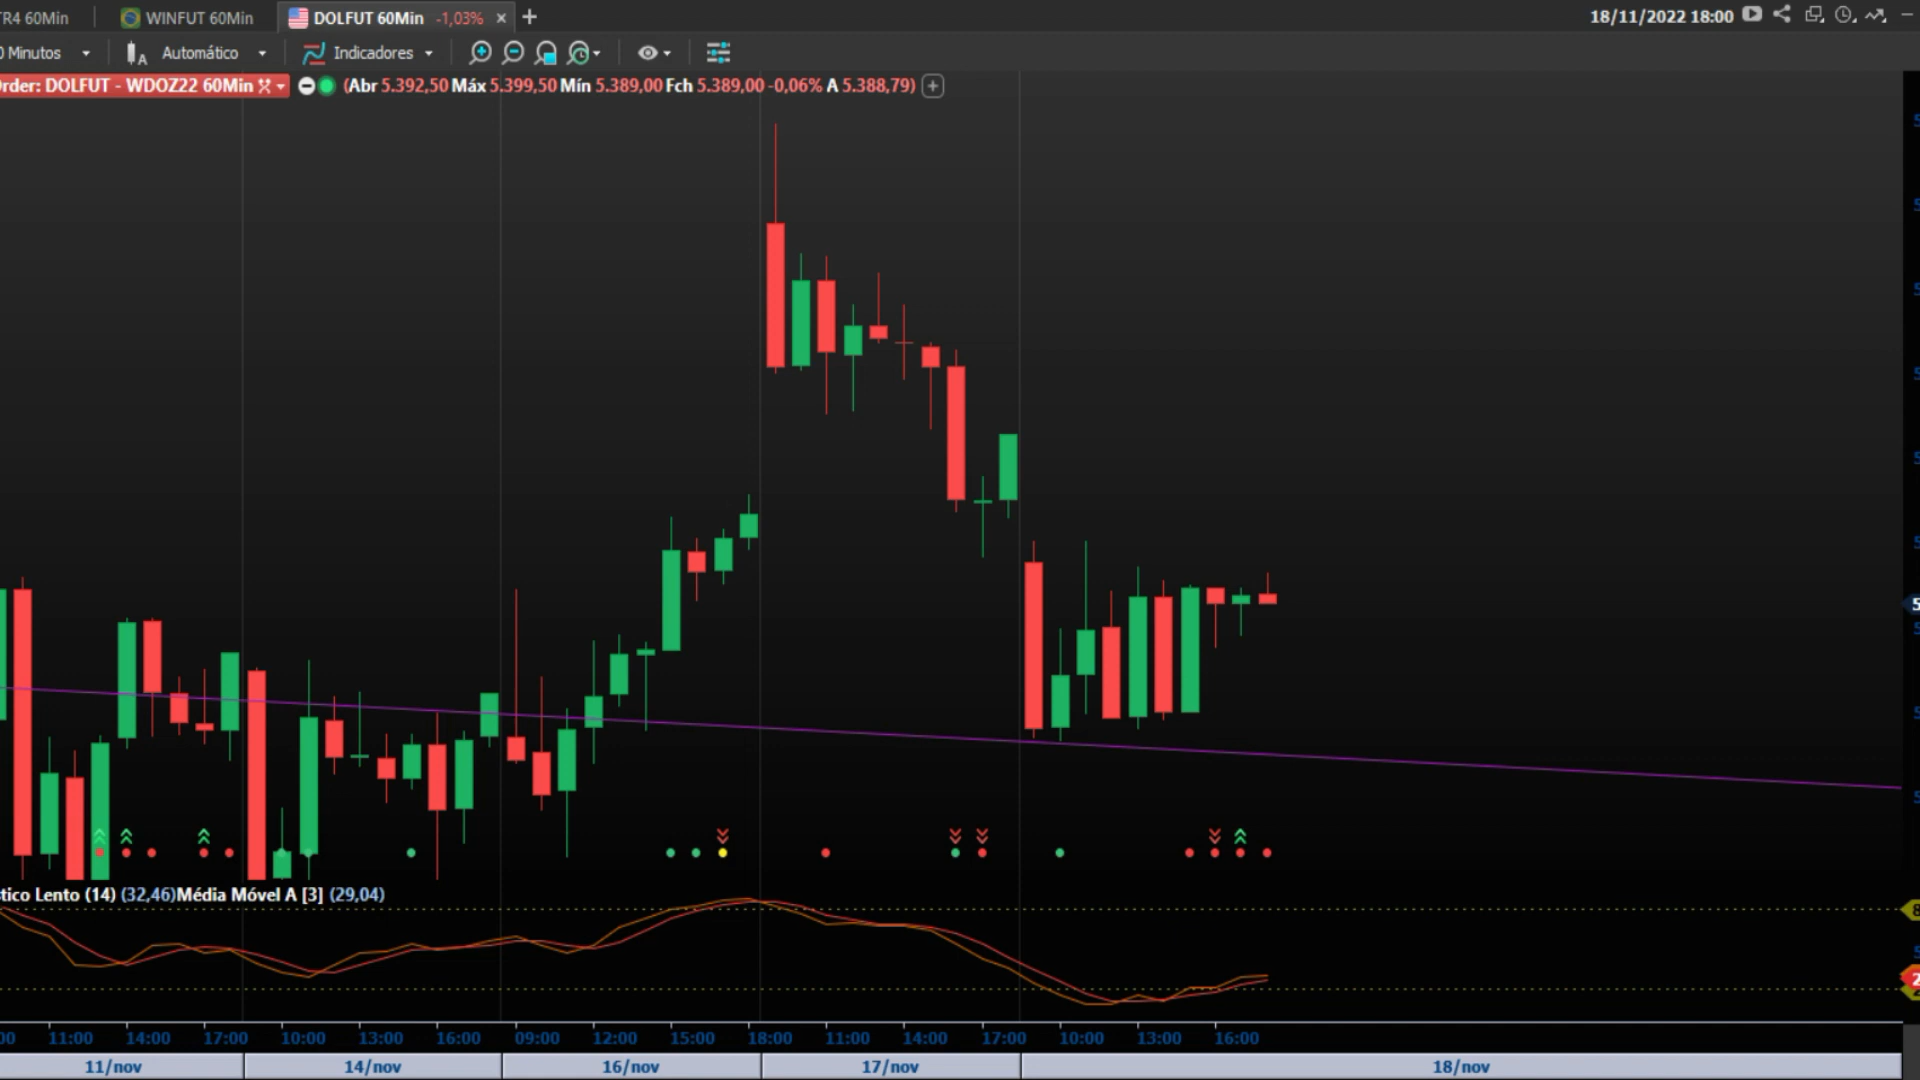 TR4 60Min WINFUT 60Min DOLFUT 60Min -1,03% 18/11/2022 18:00
0 Minutos Automático Indicadores
Order: DOLFUT - WDOZ22 60Min (Abr 5.392,50 Máx 5.399,50 Mín 5.389,00 Fch 5.389,00 -0,06% A 5.388,79)
tico Lento (14) (32,46)Média Móvel A [3] (29,04)
00 11:00 14:00 17:00 10:00 13:00 16:00 09:00 12:00 15:00 18:00 11:00 14:00 17:00 10:00 13:00 16:00
11/nov 14/nov 16/nov 17/nov 18/nov